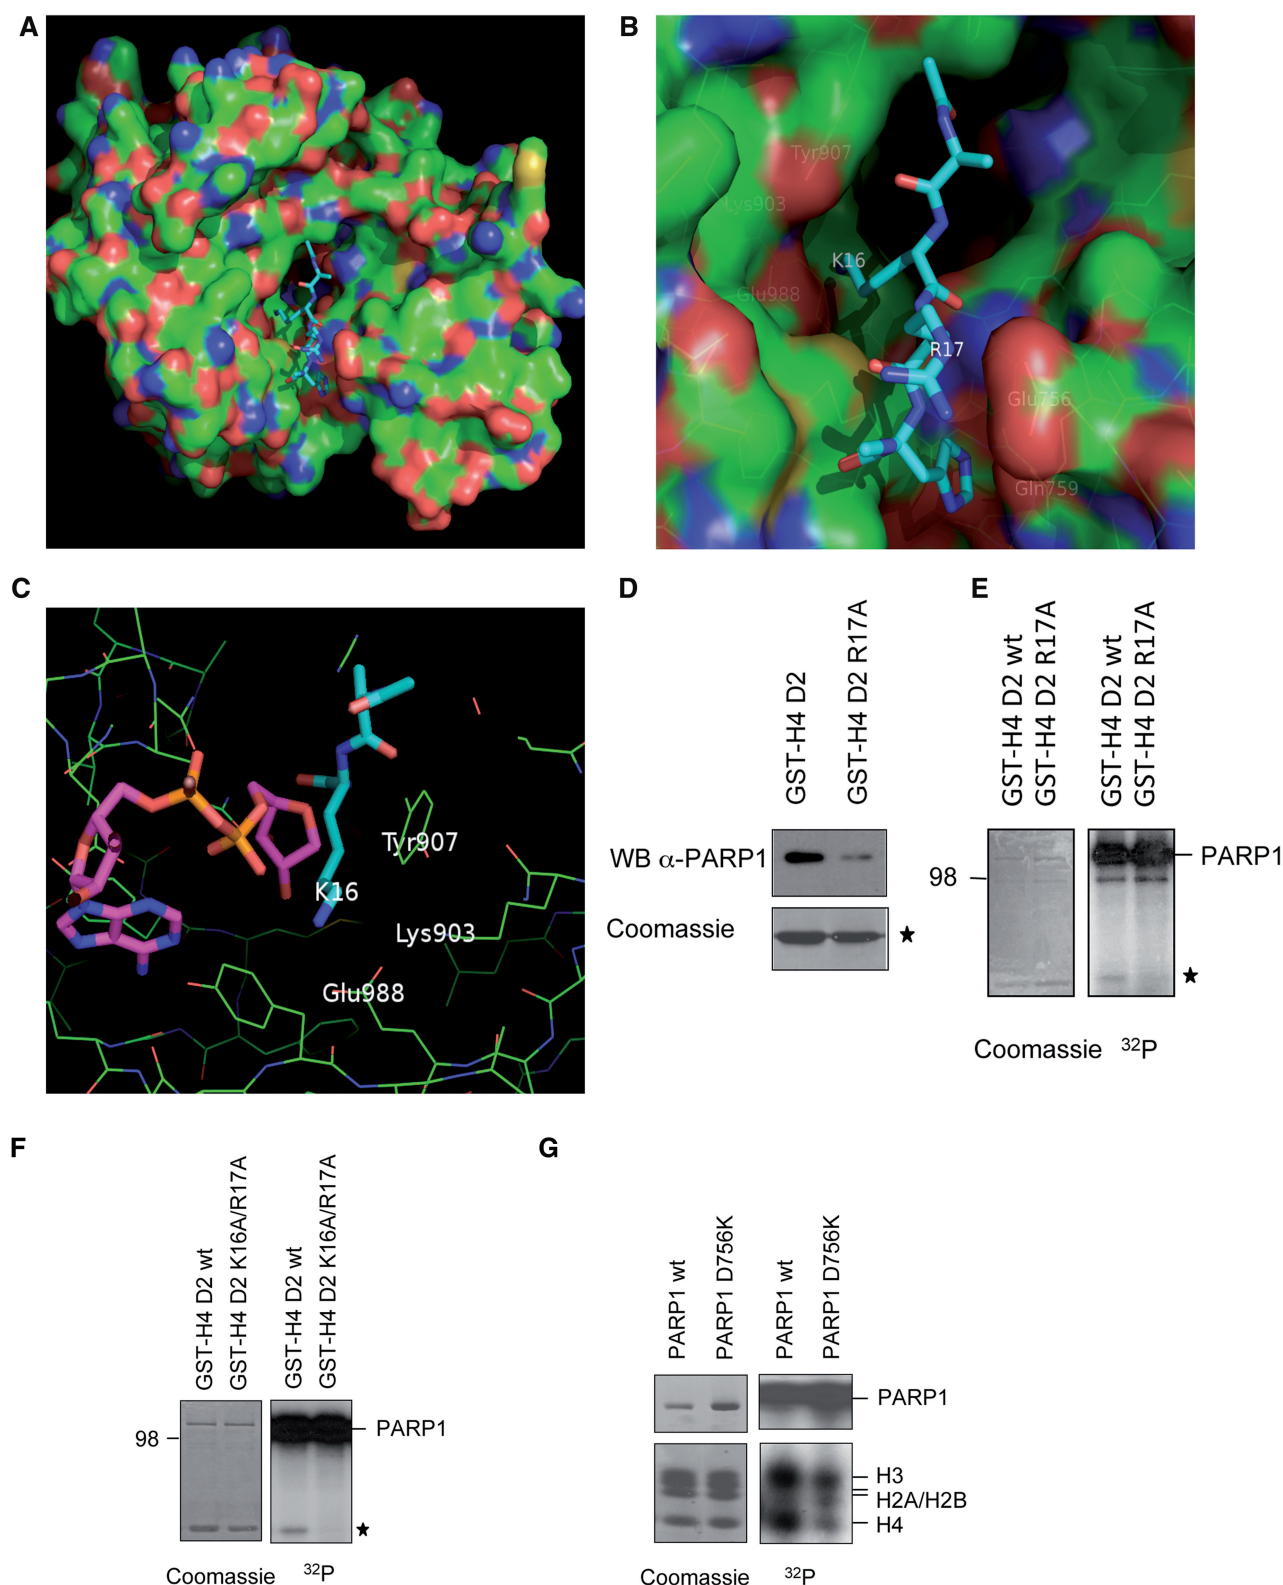 A
B
Tyr907
Lys903
K16
Glu988
R17
Glu756
Gln759
C
Tyr907
K16
Lys903
Glu988
D
GST-H4 D2
GST-H4 D2 R17A
WB α-PARP1
Coomassie ★
E
GST-H4 D2 wt
GST-H4 D2 R17A
GST-H4 D2 wt
GST-H4 D2 R17A
PARP1
98
★
Coomassie 32P
F
GST-H4 D2 wt
GST-H4 D2 K16A/R17A
GST-H4 D2 wt
GST-H4 D2 K16A/R17A
98
PARP1
★
Coomassie 32P
G
PARP1 wt
PARP1 D756K
PARP1 wt
PARP1 D756K
PARP1
H3
H2A/H2B
H4
Coomassie 32P